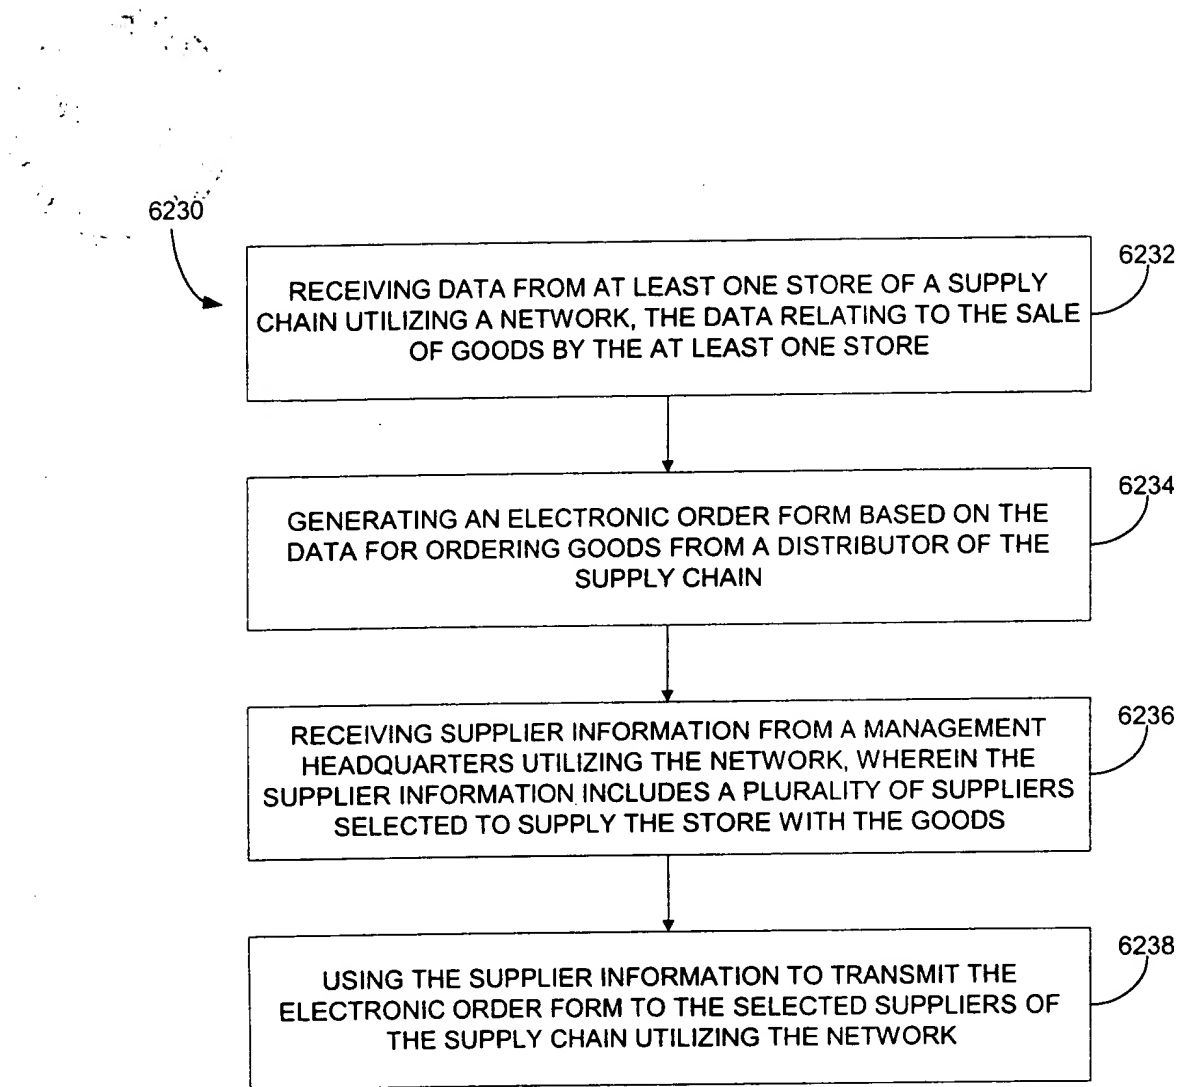 6230
6232
RECEIVING DATA FROM AT LEAST ONE STORE OF A SUPPLY
CHAIN UTILIZING A NETWORK, THE DATA RELATING TO THE SALE
OF GOODS BY THE AT LEAST ONE STORE
6234
GENERATING AN ELECTRONIC ORDER FORM BASED ON THE
DATA FOR ORDERING GOODS FROM A DISTRIBUTOR OF THE
SUPPLY CHAIN
6236
RECEIVING SUPPLIER INFORMATION FROM A MANAGEMENT
HEADQUARTERS UTILIZING THE NETWORK, WHEREIN THE
SUPPLIER INFORMATION INCLUDES A PLURALITY OF SUPPLIERS
SELECTED TO SUPPLY THE STORE WITH THE GOODS
6238
USING THE SUPPLIER INFORMATION TO TRANSMIT THE
ELECTRONIC ORDER FORM TO THE SELECTED SUPPLIERS OF
THE SUPPLY CHAIN UTILIZING THE NETWORK